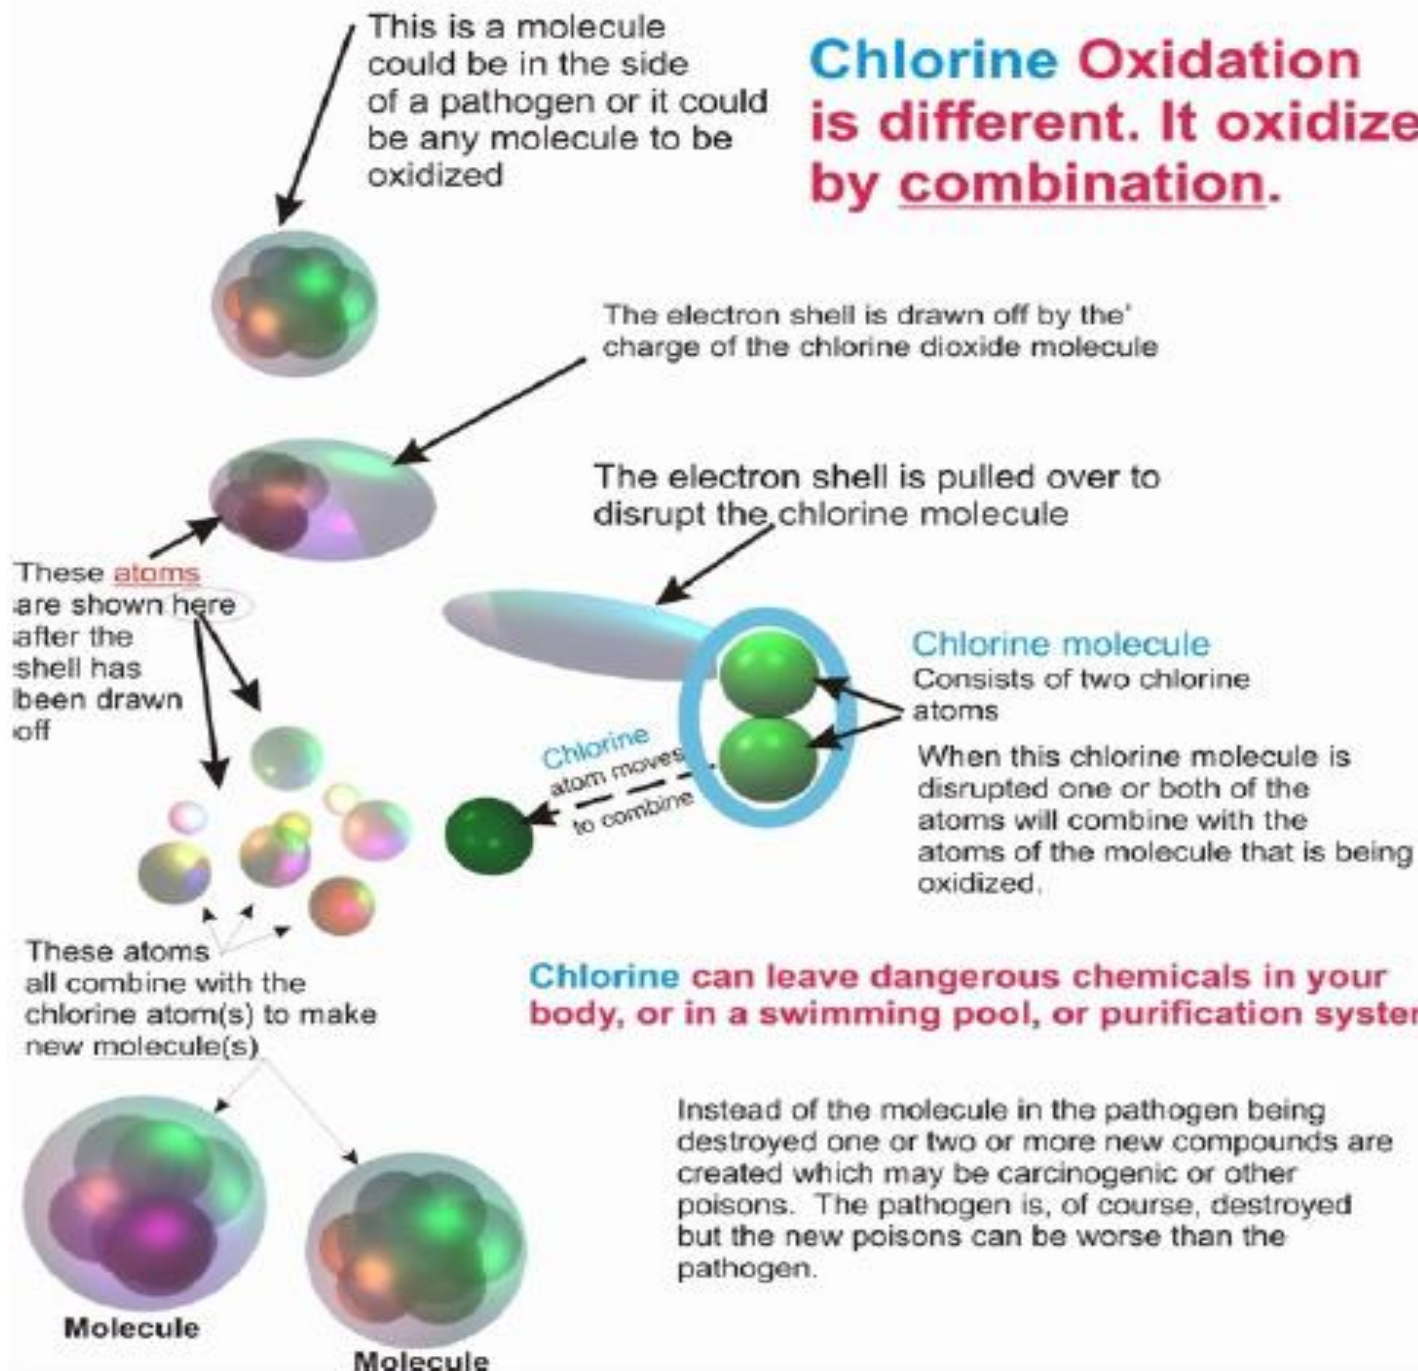 This is a molecule
could be in the side
of a pathogen or it could
be any molecule to be
oxidized
Chlorine Oxidation
is different. It oxidize
by combination.
The electron shell is drawn off by the'
charge of the chlorine dioxide molecule
The electron shell is pulled over to
disrupt the chlorine molecule
These atoms
are shown here
after the
shell has
been drawn
off
Chlorine molecule
Consists of two chlorine
atoms
Chlorine
atom moves
to combine
When this chlorine molecule is
disrupted one or both of the
atoms will combine with the
atoms of the molecule that is being
oxidized.
These atoms
all combine with the
chlorine atom(s) to make
new molecule(s)
Chlorine can leave dangerous chemicals in your
body, or in a swimming pool, or purification system
Instead of the molecule in the pathogen being
destroyed one or two or more new compounds are
created which may be carcinogenic or other
poisons. The pathogen is, of course, destroyed
but the new poisons can be worse than the
pathogen.
Molecule
Molecule